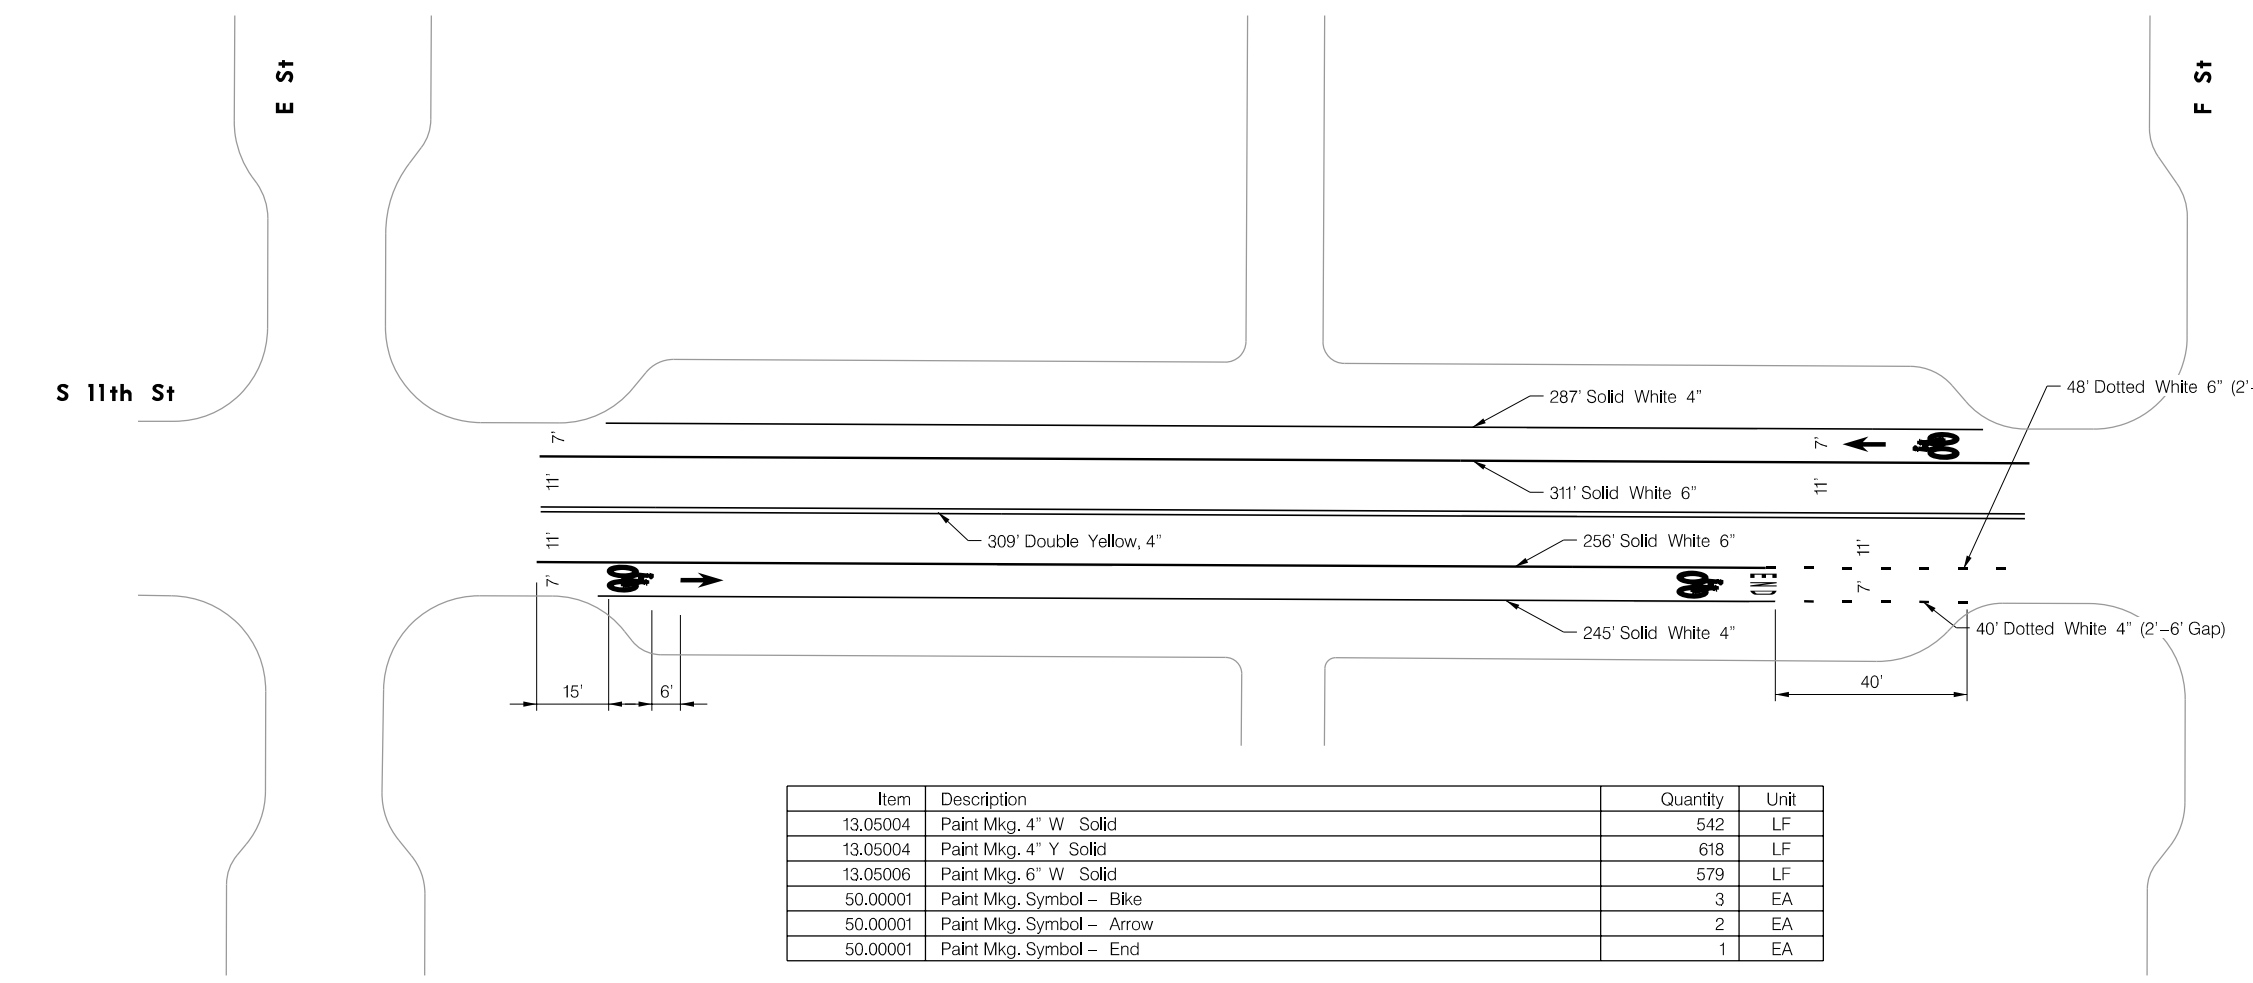 E St
F St
S 11th St
287' Solid White 4"
48' Dotted White 6" (2'-
7'
7'
11'
11'
311' Solid White 6"
309' Double Yellow, 4"
256' Solid White 6"
11'
11'
7'
END
7'
245' Solid White 4"
40' Dotted White 4" (2'-6' Gap)
15'
6'
40'
Item Description Quantity Unit
13.05004 Paint Mkg. 4" W Solid 542 LF
13.05004 Paint Mkg. 4" Y Solid 618 LF
13.05006 Paint Mkg. 6" W Solid 579 LF
50.00001 Paint Mkg. Symbol – Bike 3 EA
50.00001 Paint Mkg. Symbol – Arrow 2 EA
50.00001 Paint Mkg. Symbol – End 1 EA